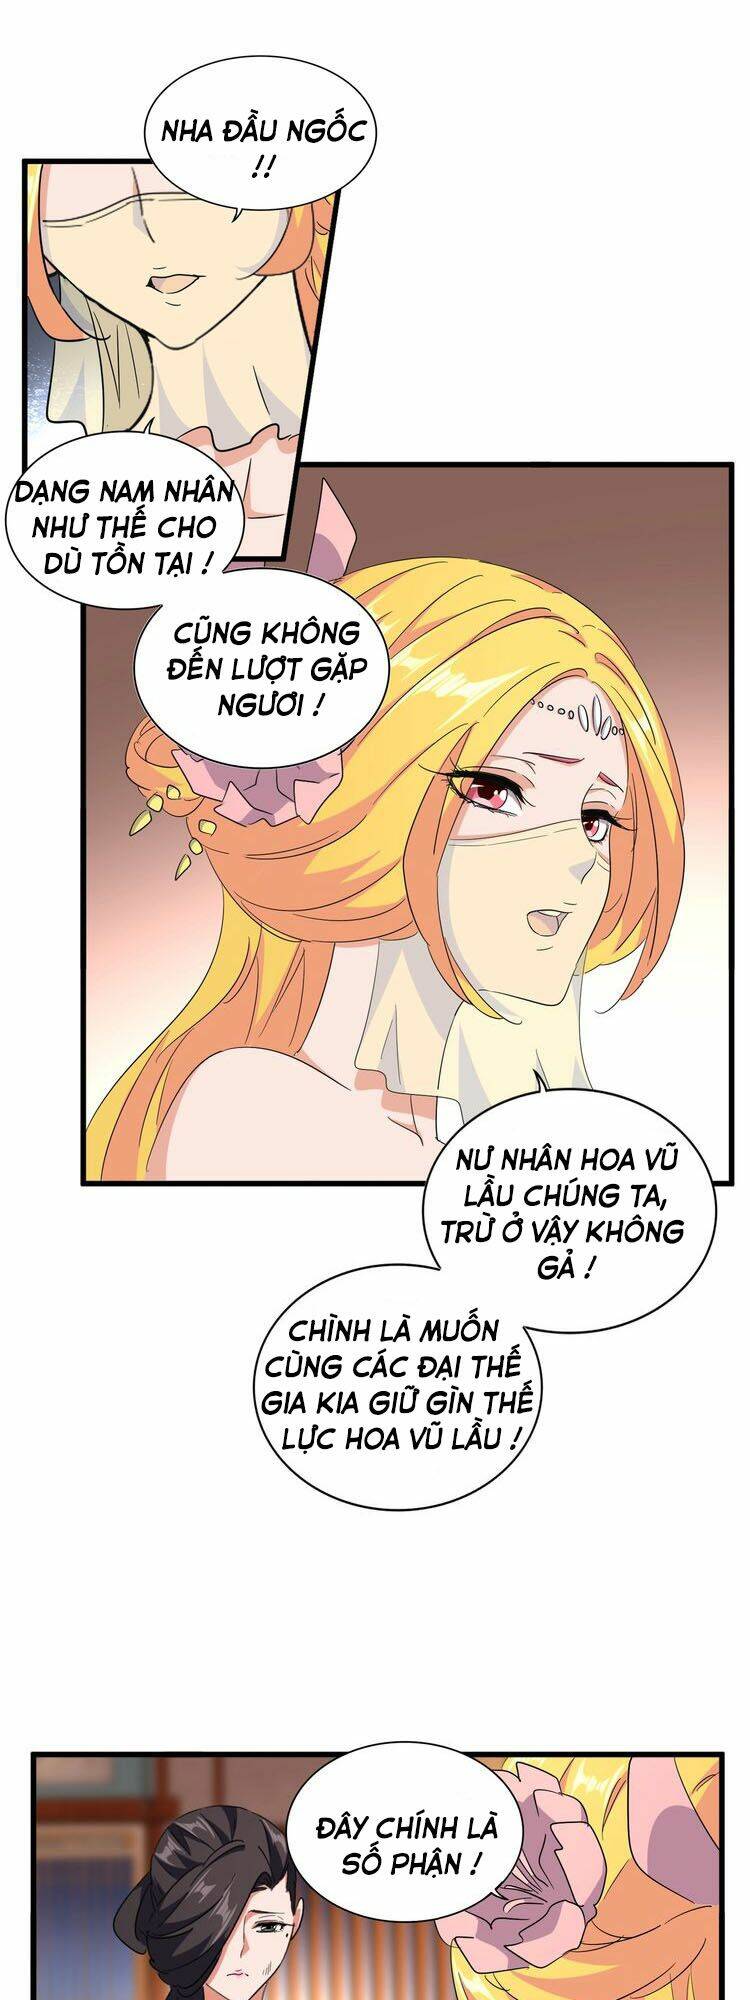 NHA ĐẦU NGỐC
!!
DẠNG NAM NHÂN
NHƯ THẾ CHO
DÙ TỒN TẠI !
CŨNG KHÔNG
ĐẾN LƯỢT GẶP
NGƯƠI !
NƯ NHÂN HOA VŨ
LẦU CHÚNG TA,
TRỪ Ở VẬY KHÔNG
GẢ !
CHÌNH LÀ MUỐN
CÙNG CÁC ĐẠI THẾ
GIA KIA GIỮ GÌN THẾ
LỰC HOA VŨ LẦU !
ĐÂY CHÍNH LÀ
SỐ PHẬN !